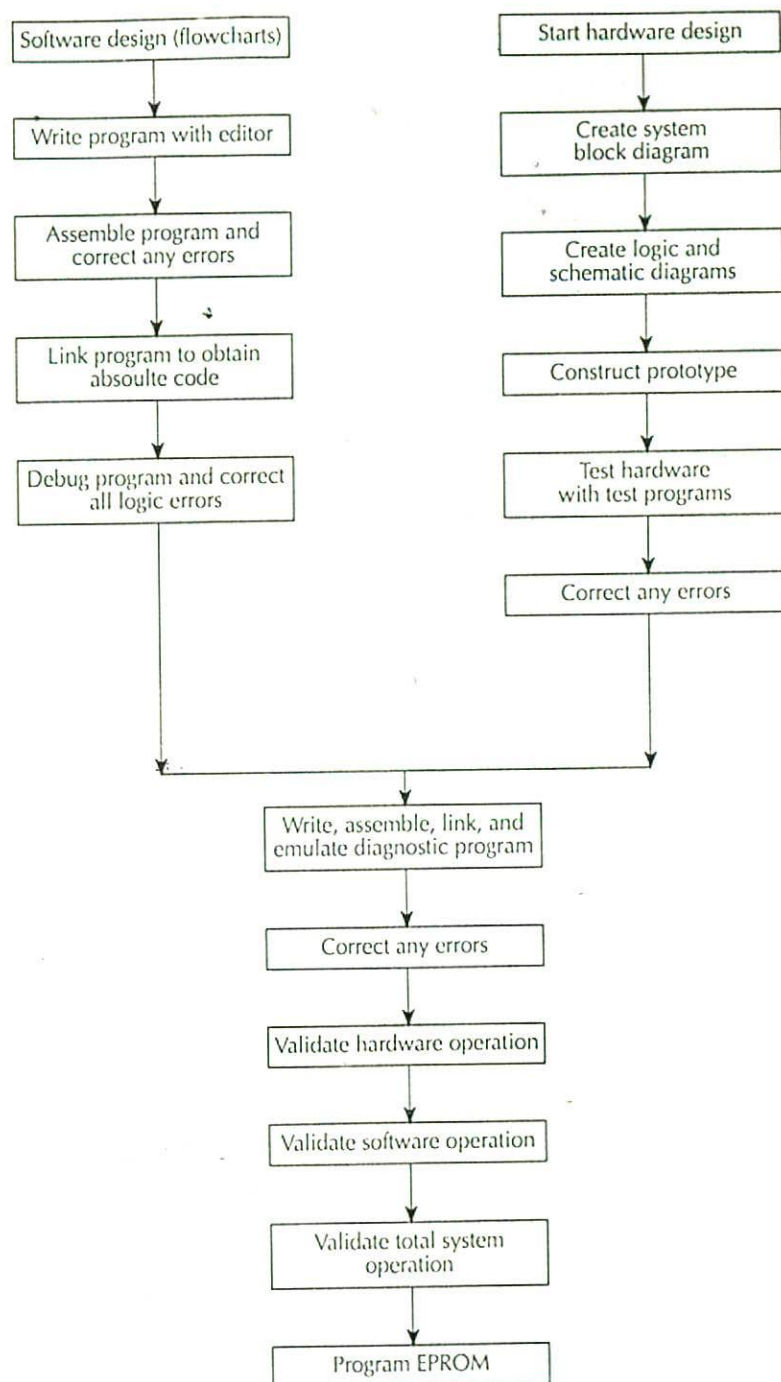 Software design (flowcharts)
Write program with editor
Assemble program and
correct any errors
Link program to obtain
absoulte code
Debug program and correct
all logic errors
Start hardware design
Create system
block diagram
Create logic and
schematic diagrams
Construct prototype
Test hardware
with test programs
Correct any errors
Write, assemble, link, and
emulate diagnostic program
Correct any errors
Validate hardware operation
Validate software operation
Validate total system
operation
Program EPROM